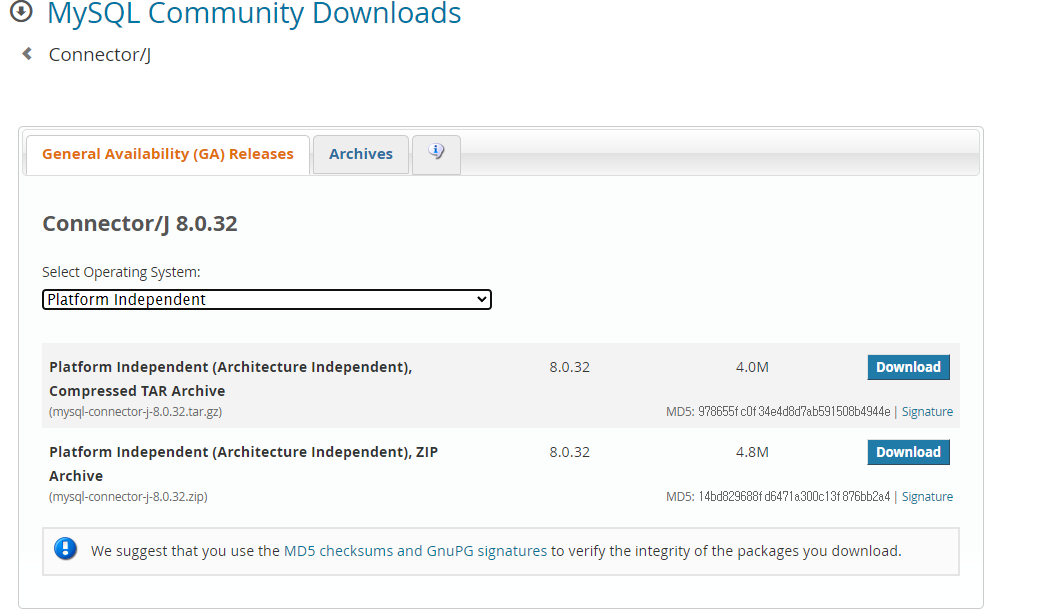 MySQL Community Downloads
Connector/J
General Availability (GA) Releases Archives
Connector/J 8.0.32
Select Operating System:
Platform Independent
Platform Independent (Architecture Independent), 8.0.32 4.0M Download
Compressed TAR Archive
(mysql-connector-j-8.0.32.tar.gz) MD5: 978655fc0f34e4d8d7ab591508b4944e | Signature
Platform Independent (Architecture Independent), ZIP 8.0.32 4.8M Download
Archive
(mysql-connector-j-8.0.32.zip) MD5: 14bd829688fd6471a300c13f876bb2a4 | Signature
We suggest that you use the MD5 checksums and GnuPG signatures to verify the integrity of the packages you download.